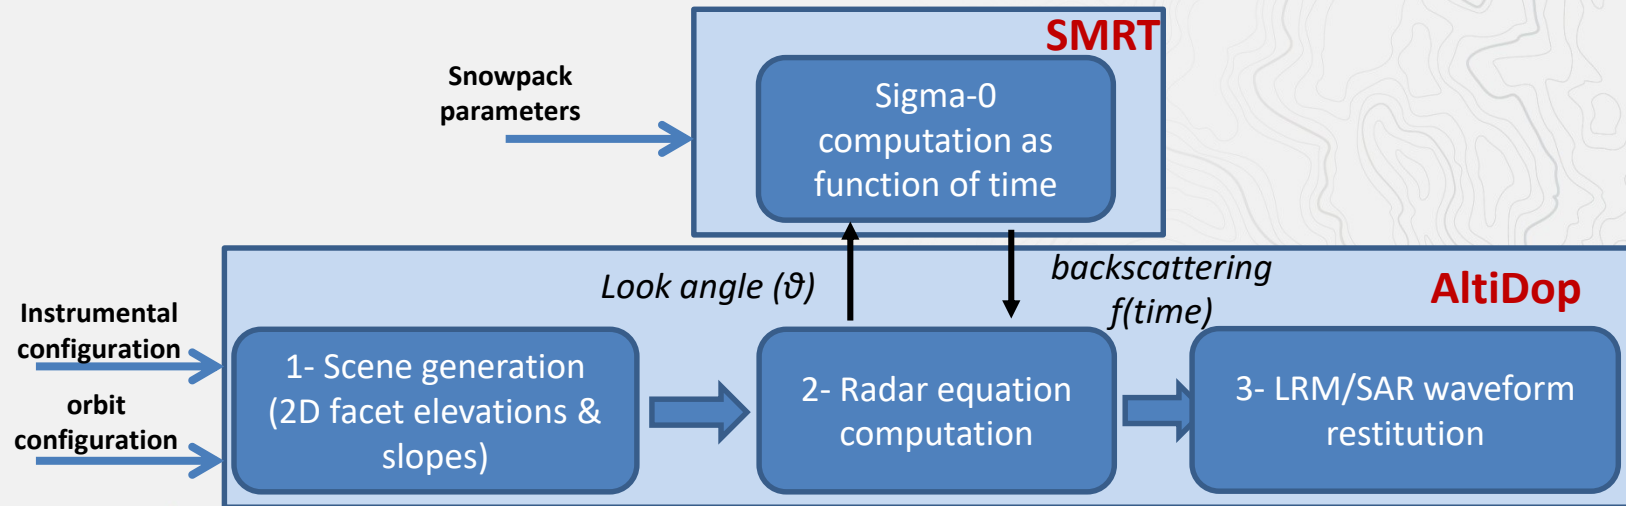 SMRT
Snowpack
parameters
Sigma-0
computation as
function of time
Look angle (ϑ)
backscattering
f(time)
AltiDop
Instrumental
configuration
orbit
configuration
1- Scene generation
(2D facet elevations &
slopes)
2- Radar equation
computation
3- LRM/SAR waveform
restitution